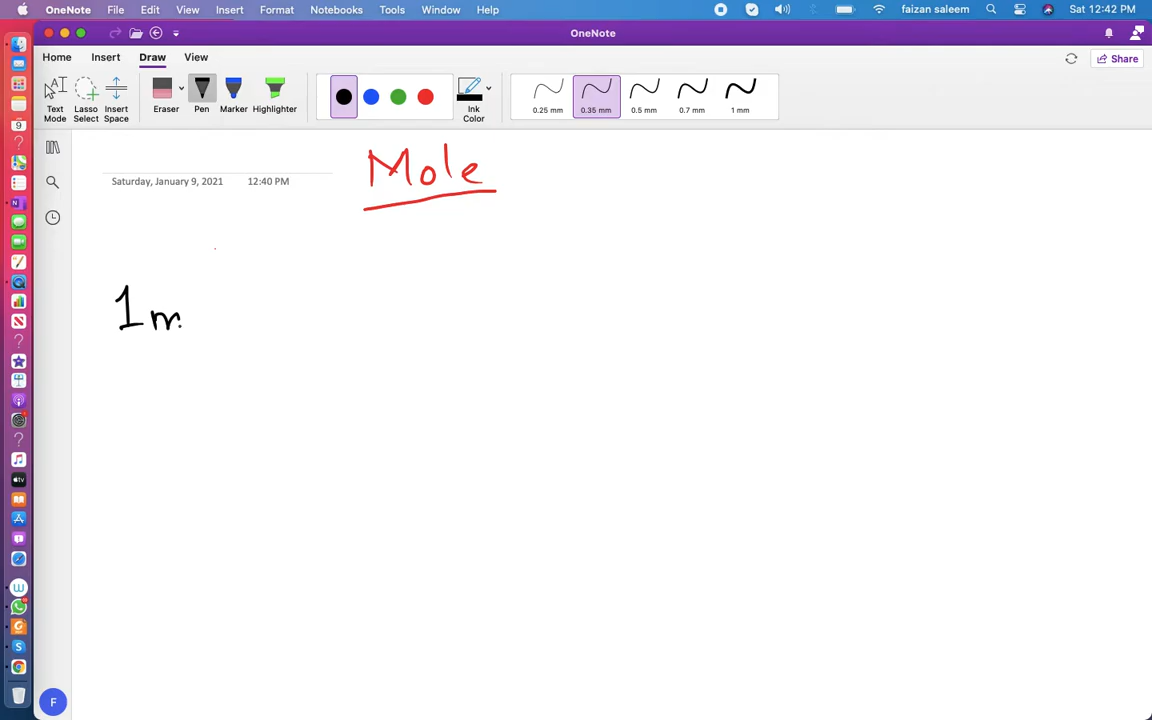 OneNote File Edit View Insert Format Notebooks Tools Window Help faizan saleem Sat 12:42 PM
OneNote
Home Insert Draw View Share
Text Mode Lasso Select Insert Space Eraser Pen Marker Highlighter Ink Color 0.25 mm 0.35 mm 0.5 mm 0.7 mm 1 mm
Mole
Saturday, January 9, 2021 12:40 PM
1 m
F